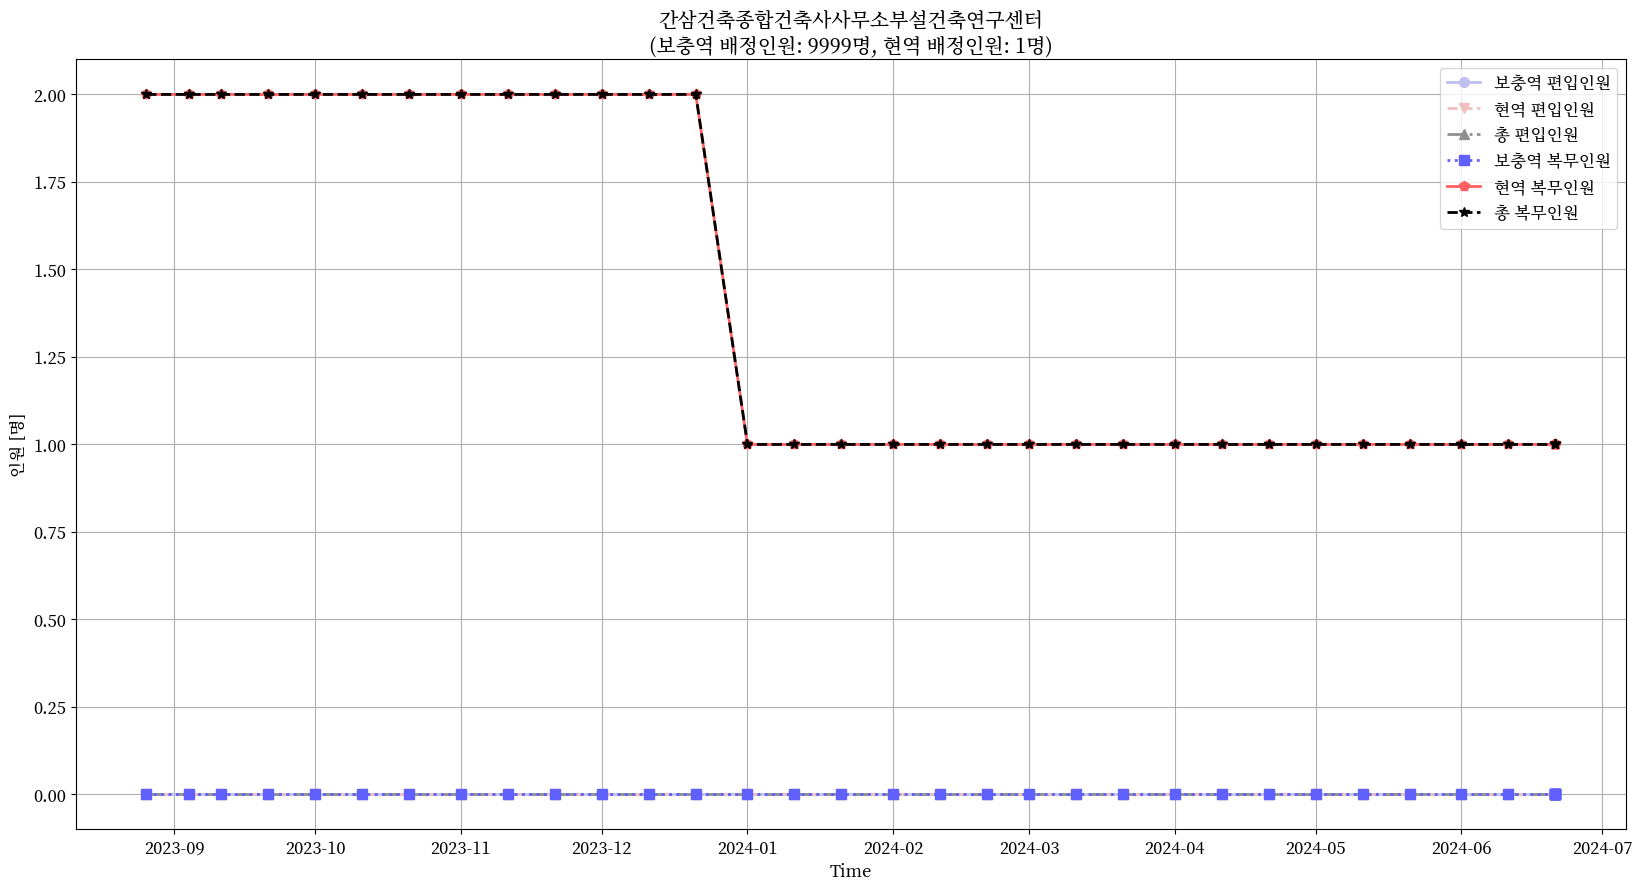 간삼건축종합건축사사무소부설건축연구센터
(보충역 배정인원: 9999명, 현역 배정인원: 1명)
보충역 편입인원
현역 편입인원
총 편입인원
보충역 복무인원
현역 복무인원
총 복무인원
인원 [명]
2.00
1.75
1.50
1.25
1.00
0.75
0.50
0.25
0.00
2023-09
2023-10
2023-11
2023-12
2024-01
2024-02
2024-03
2024-04
2024-05
2024-06
2024-07
Time